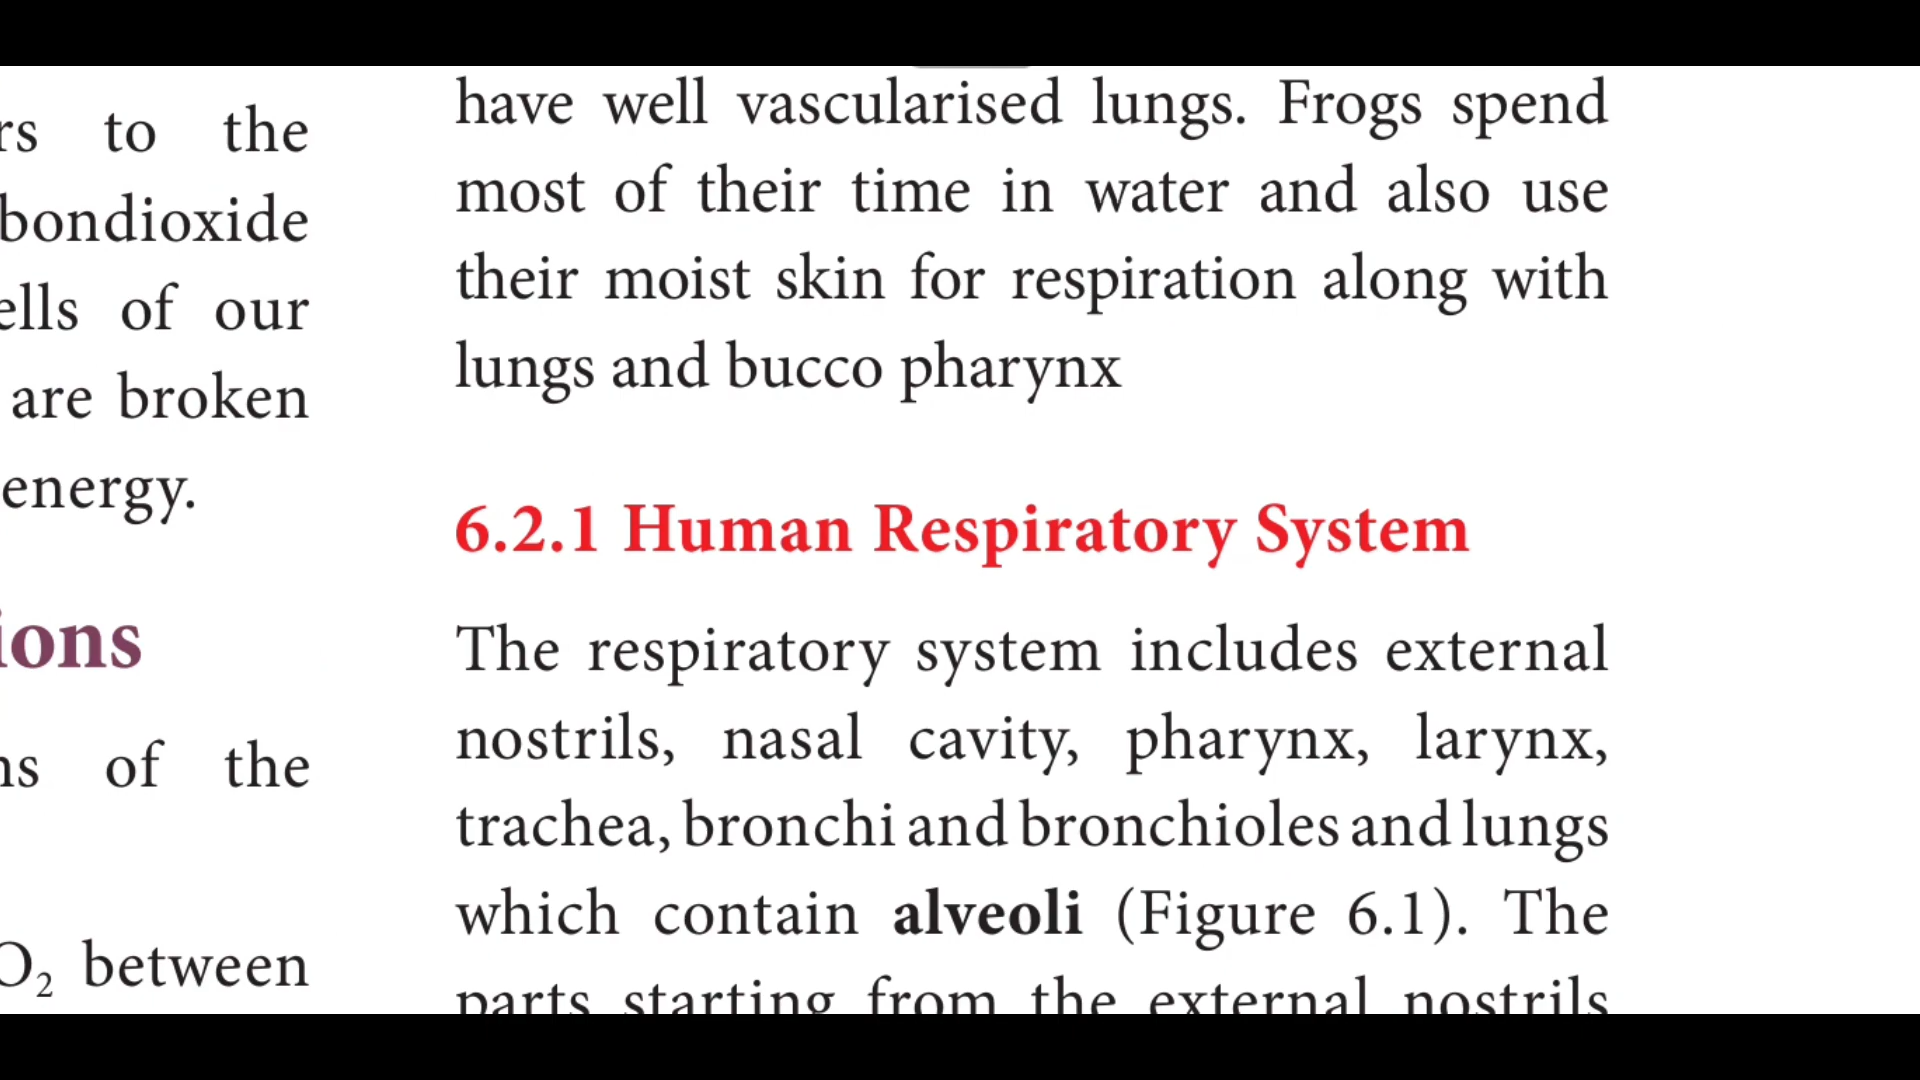 rs to the
bondioxide
ells of our
are broken
energy.
ions
ns of the
O₂ between
have well vascularised lungs. Frogs spend
most of their time in water and also use
their moist skin for respiration along with
lungs and bucco pharynx
6.2.1 Human Respiratory System
The respiratory system includes external
nostrils, nasal cavity, pharynx, larynx,
trachea, bronchi and bronchioles and lungs
which contain alveoli (Figure 6.1). The
parts starting from the external nostrils